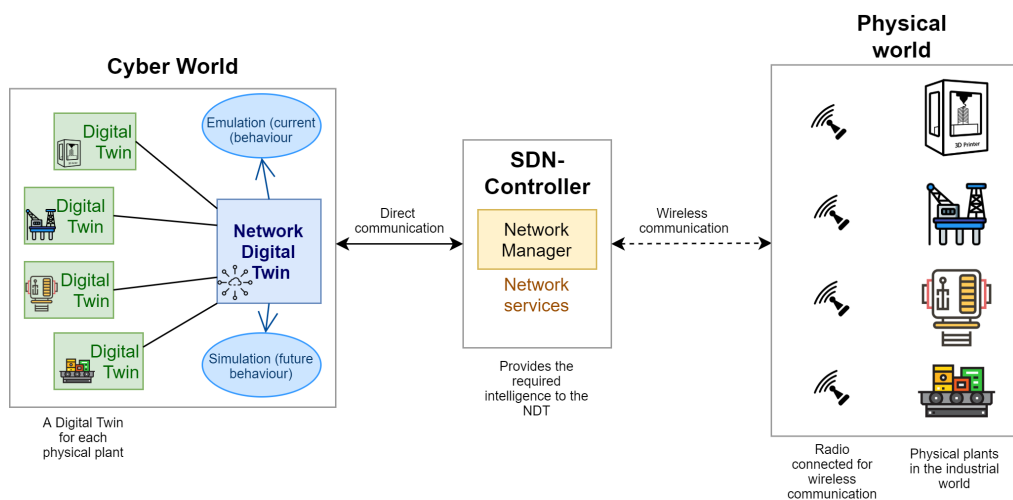 Cyber World
Digital
Twin
Digital
Twin
Digital
Twin
Digital
Twin
Emulation (current
(behaviour
Network
Digital
Twin
Simulation (future
behaviour)
A Digital Twin
for each
physical plant
Direct
communication
SDN-
Controller
Network
Manager
Network
services
Provides the
required
intelligence to the
NDT
Wireless
communication
Physical
world
3D Printer
Radio
connected for
wireless
communication
Physical plants
in the industrial
world